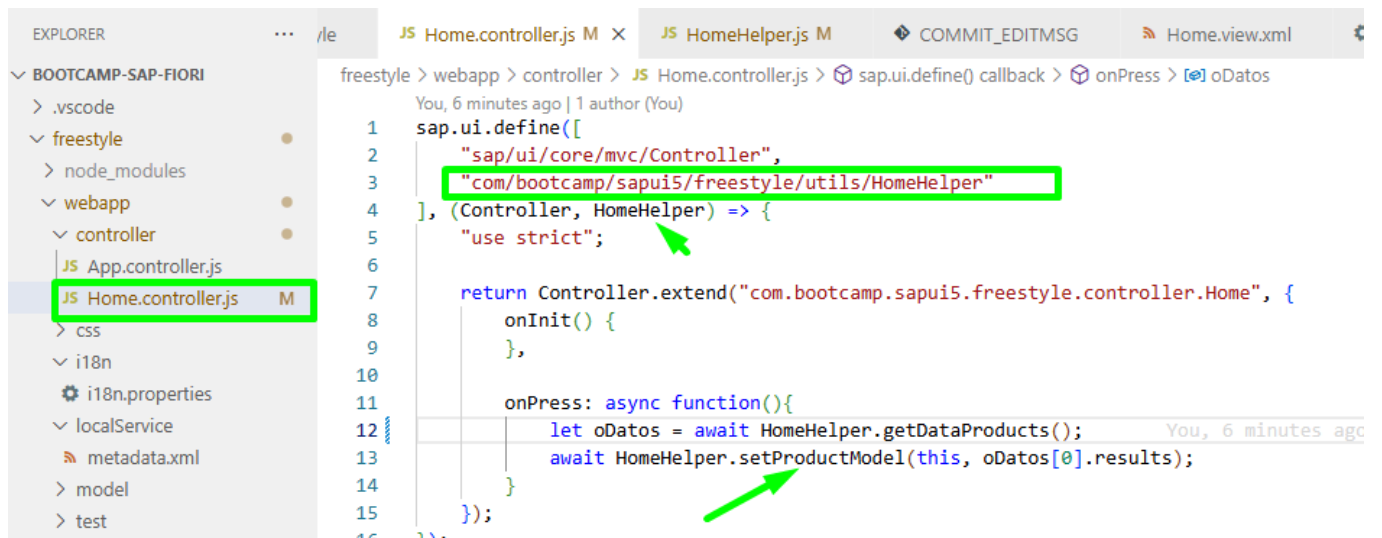 EXPLORER ...
yle
JS Home.controller.js M ×
JS HomeHelper.js M
COMMIT_EDITMSG
Home.view.xml
BOOTCAMP-SAP-FIORI
.vscode
freestyle
node_modules
webapp
controller
JS App.controller.js
JS Home.controller.js M
css
i18n
i18n.properties
localService
metadata.xml
model
test
freestyle > webapp > controller > JS Home.controller.js > sap.ui.define() callback > onPress > oDatos
You, 6 minutes ago | 1 author (You)
1 sap.ui.define([
2 "sap/ui/core/mvc/Controller",
3 "com/bootcamp/sapui5/freestyle/utils/HomeHelper"
4 ], (Controller, HomeHelper) => {
5 "use strict";
6
7 return Controller.extend("com.bootcamp.sapui5.freestyle.controller.Home", {
8 onInit() {
9 },
10
11 onPress: async function(){
12 let oDatos = await HomeHelper.getDataProducts(); You, 6 minutes ago
13 await HomeHelper.setProductModel(this, oDatos[0].results);
14 }
15 });
16 });